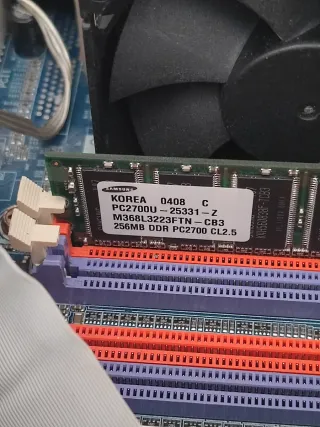 SAMSUNG
KOREA 0408 C
PC2700U-25331-Z
M368L3223FTN-CB3
256MB DDR PC2700 CL2.5